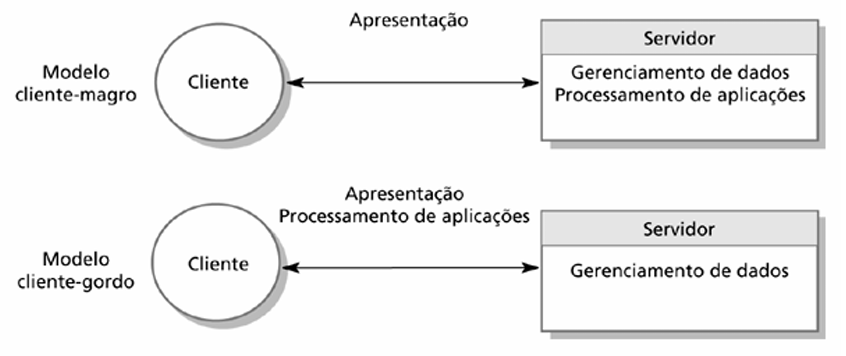 Apresentação
Modelo
cliente-magro
Cliente
Servidor
Gerenciamento de dados
Processamento de aplicações
Modelo
cliente-gordo
Cliente
Apresentação
Processamento de aplicações
Servidor
Gerenciamento de dados